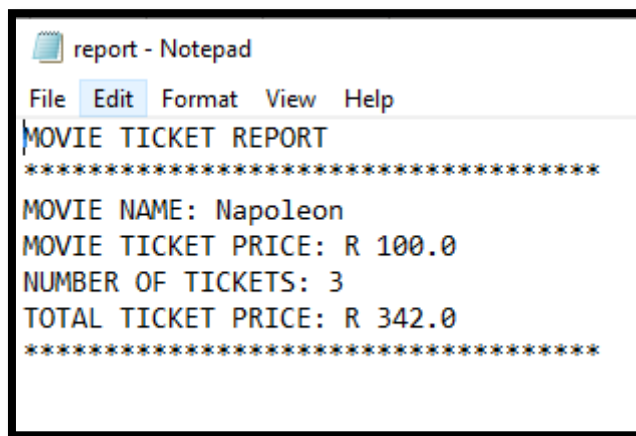 report - Notepad
File Edit Format View Help
MOVIE TICKET REPORT
************************************
MOVIE NAME: Napoleon
MOVIE TICKET PRICE: R 100.0
NUMBER OF TICKETS: 3
TOTAL TICKET PRICE: R 342.0
************************************